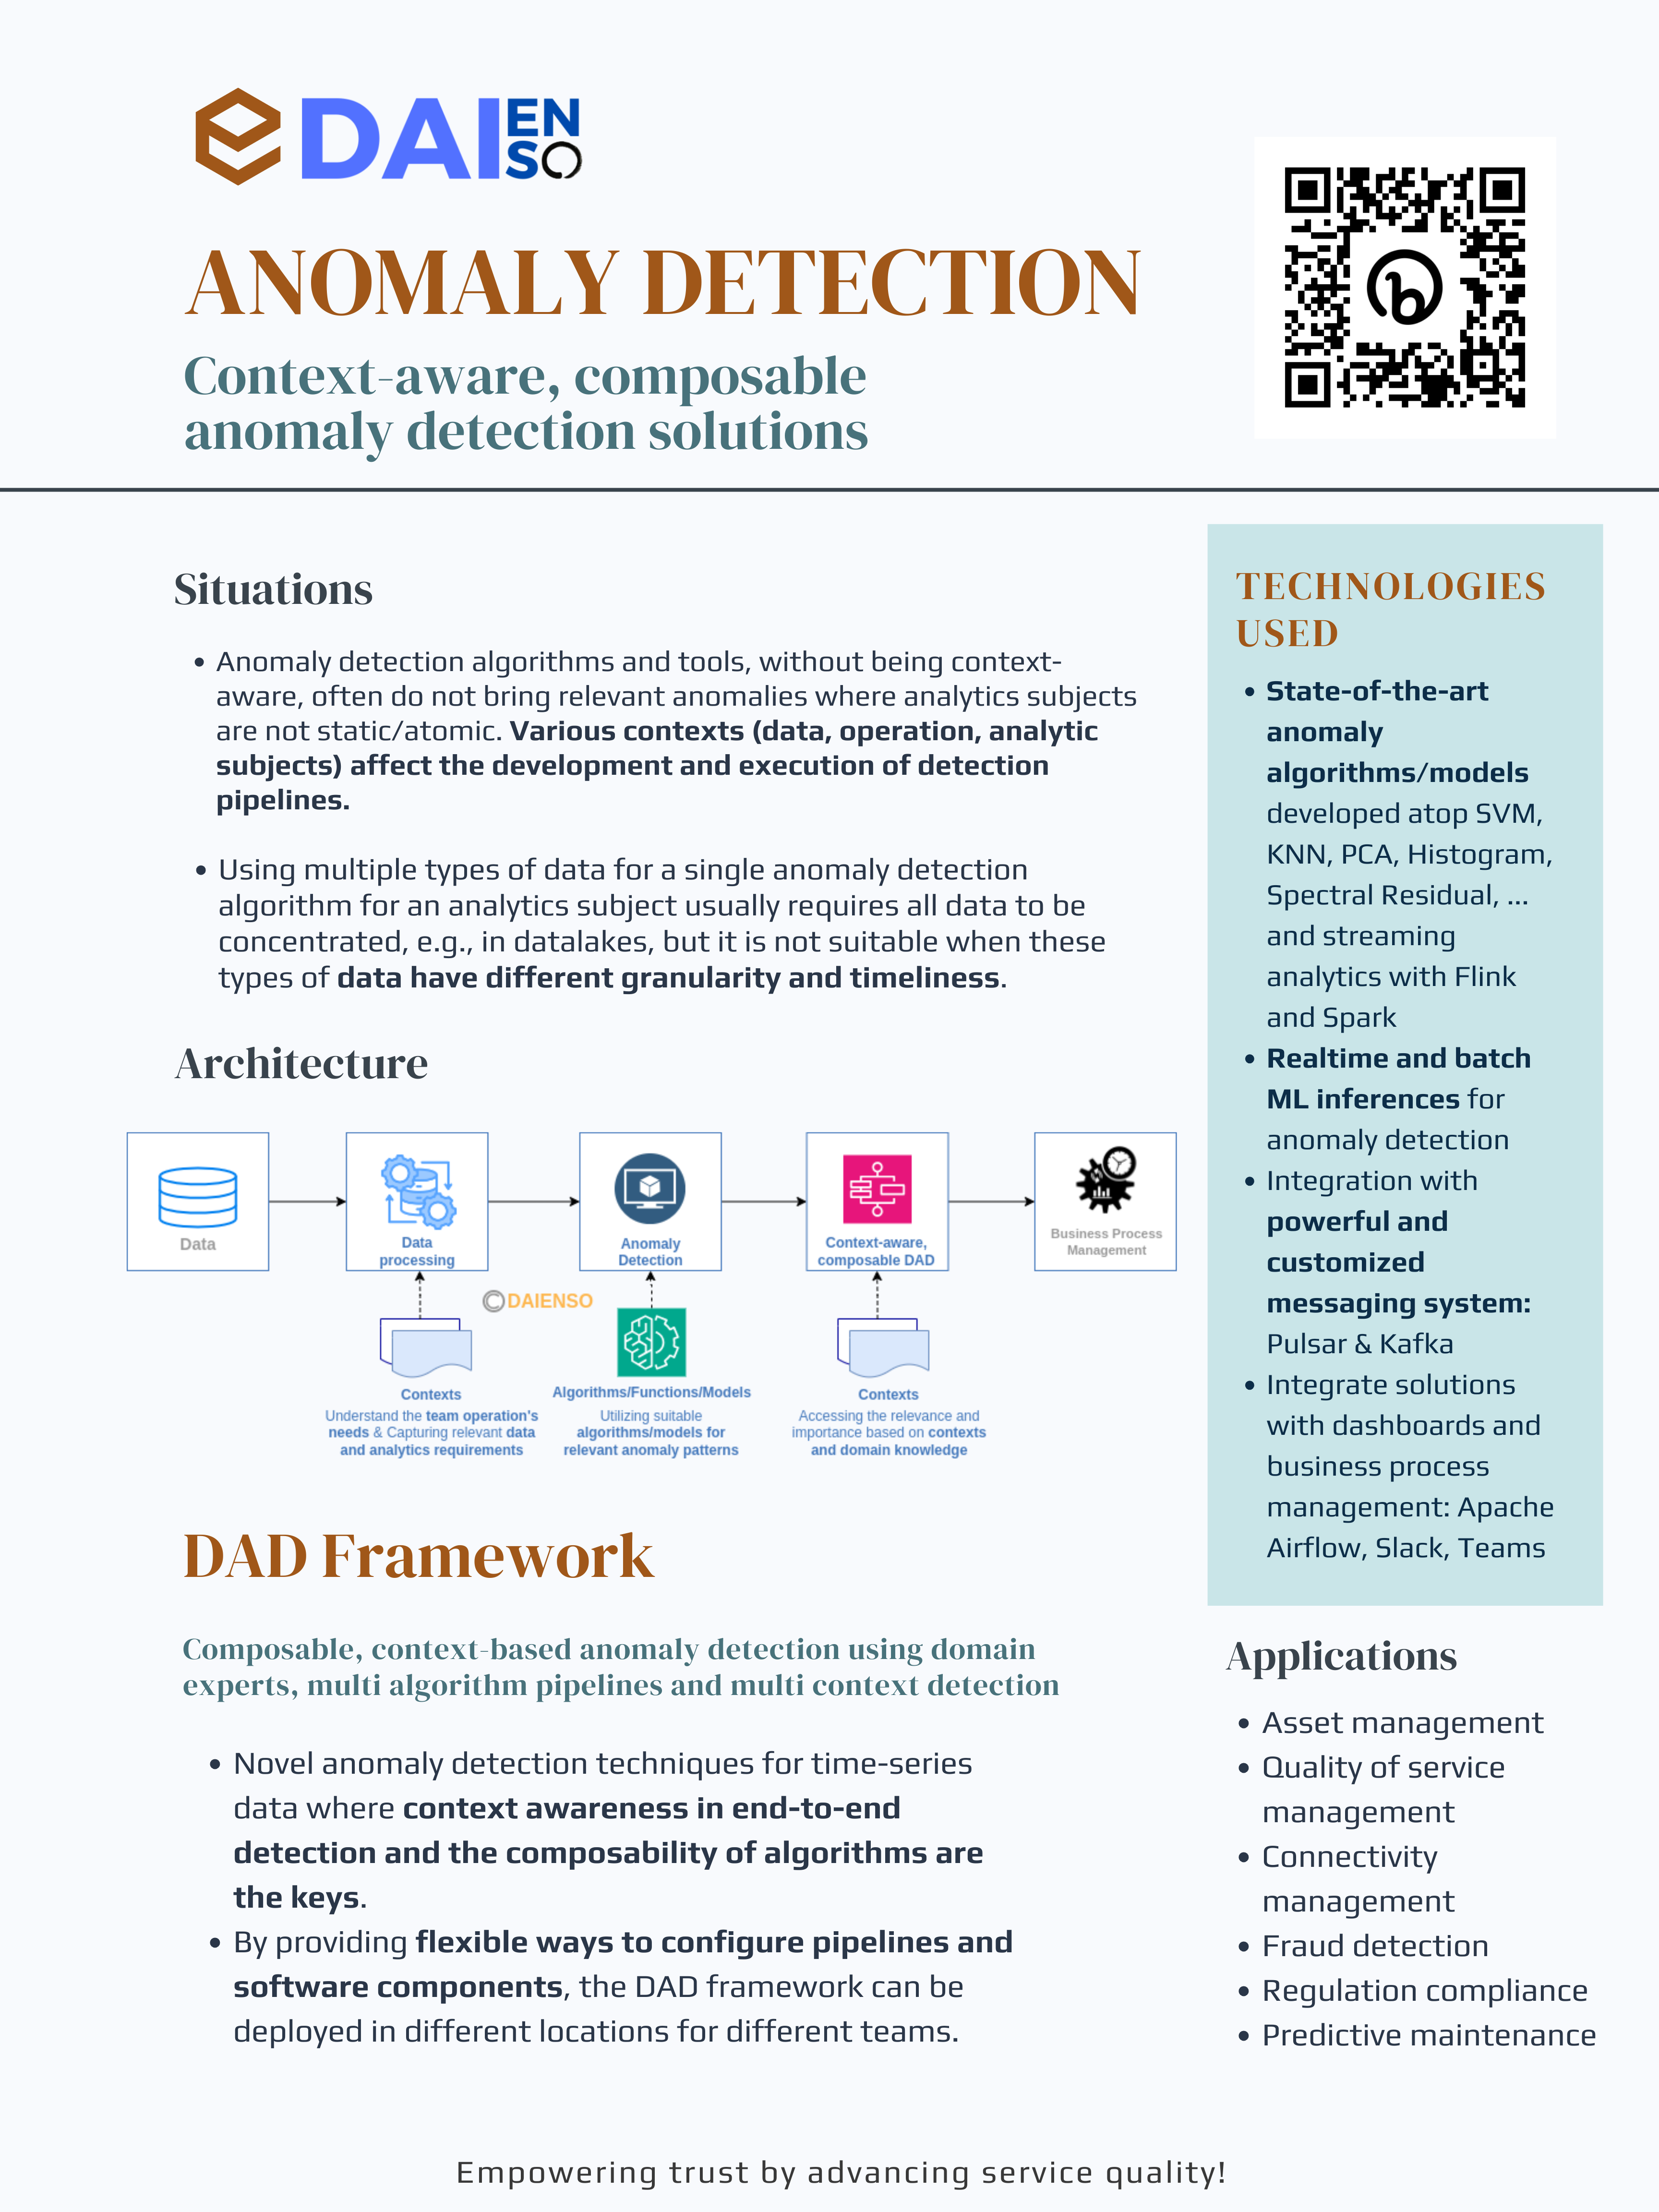 DAI
EN
SO
ANOMALY DETECTION
Context-aware, composable
anomaly detection solutions
Situations
• Anomaly detection algorithms and tools, without being context-
aware, often do not bring relevant anomalies where analytics subjects
are not static/atomic. Various contexts (data, operation, analytic
subjects) affect the development and execution of detection
pipelines.
• Using multiple types of data for a single anomaly detection
algorithm for an analytics subject usually requires all data to be
concentrated, e.g., in datalakes, but it is not suitable when these
types of data have different granularity and timeliness.
Architecture
Data
Data
processing
Anomaly
Detection
Context-aware,
composable DAD
Business Process
Management
© DAIENSO
Contexts
Understand the team operation's
needs & Capturing relevant data
and analytics requirements
Algorithms/Functions/Models
Utilizing suitable
algorithms/models for
relevant anomaly patterns
Contexts
Accessing the relevance and
importance based on contexts
and domain knowledge
DAD Framework
Composable, context-based anomaly detection using domain
experts, multi algorithm pipelines and multi context detection
• Novel anomaly detection techniques for time-series
data where context awareness in end-to-end
detection and the composability of algorithms are
the keys.
• By providing flexible ways to configure pipelines and
software components, the DAD framework can be
deployed in different locations for different teams.
TECHNOLOGIES
USED
• State-of-the-art
anomaly
algorithms/models
developed atop SVM,
KNN, PCA, Histogram,
Spectral Residual, ...
and streaming
analytics with Flink
and Spark
• Realtime and batch
ML inferences for
anomaly detection
• Integration with
powerful and
customized
messaging system:
Pulsar & Kafka
• Integrate solutions
with dashboards and
business process
management: Apache
Airflow, Slack, Teams
Applications
• Asset management
• Quality of service
management
• Connectivity
management
• Fraud detection
• Regulation compliance
• Predictive maintenance
Empowering trust by advancing service quality!